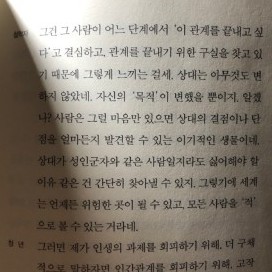 철학자 그건 그 사람이 어느 단계에서 ‘이 관계를 끝내고 싶
다’고 결심하고, 관계를 끝내기 위한 구실을 찾고 있
기 때문에 그렇게 느끼는 걸세. 상대는 아무것도 변
하지 않았네. 자신의 ‘목적’이 변했을 뿐이지. 알겠
나? 사람은 그럴 마음만 있으면 상대의 결점이나 단
점을 얼마든지 발견할 수 있는 이기적인 생물이네.
상대가 성인군자와 같은 사람일지라도 싫어해야 할
이유 같은 건 간단히 찾아낼 수 있지. 그렇기에 세계
는 언제든 위험한 곳이 될 수 있고, 모든 사람을 ‘적’
으로 볼 수 있는 거라네.
청년 그러면 제가 인생의 과제를 회피하기 위해, 더 구체
적으로 말하자면 인간관계를 회피하기 위해, 고작